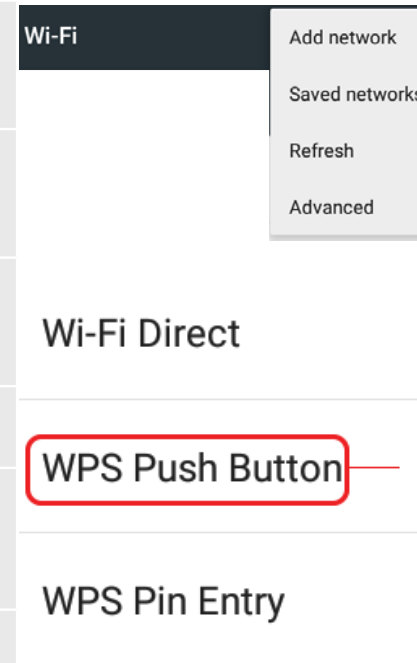 Wi-Fi
Add network
Saved networks
Refresh
Advanced
Wi-Fi Direct
WPS Push Button
WPS Pin Entry